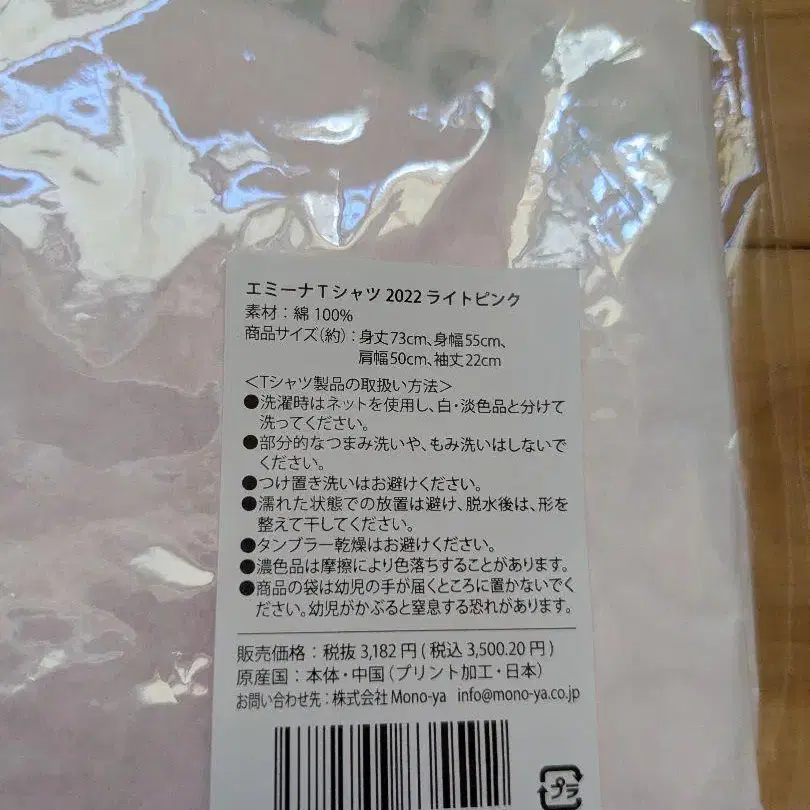 エミーナTシャツ 2022 ライトピンク
素材：綿 100%
商品サイズ（約）：身丈73cm、身幅55cm、
肩幅50cm、袖丈22cm
＜Tシャツ製品の取扱い方法＞
●洗濯時はネットを使用し、白・淡色品と分けて
洗ってください。
●部分的なつまみ洗いや、もみ洗いはしないで
ください。
●つけ置き洗いはお避けください。
●濡れた状態での放置は避け、脱水後は、形を
整えて干してください。
●タンブラー乾燥はお避けください。
●濃色品は摩擦により色落ちすることがあります。
●商品の袋は幼児の手が届くところに置かないでく
ださい。幼児がかぶると窒息する恐れがあります。
販売価格：税抜 3,182円（税込 3,500.20円）
原産国：本体・中国（プリント加工・日本）
お問い合わせ先：株式会社 Mono-ya info@mono-ya.co.jp
プラ